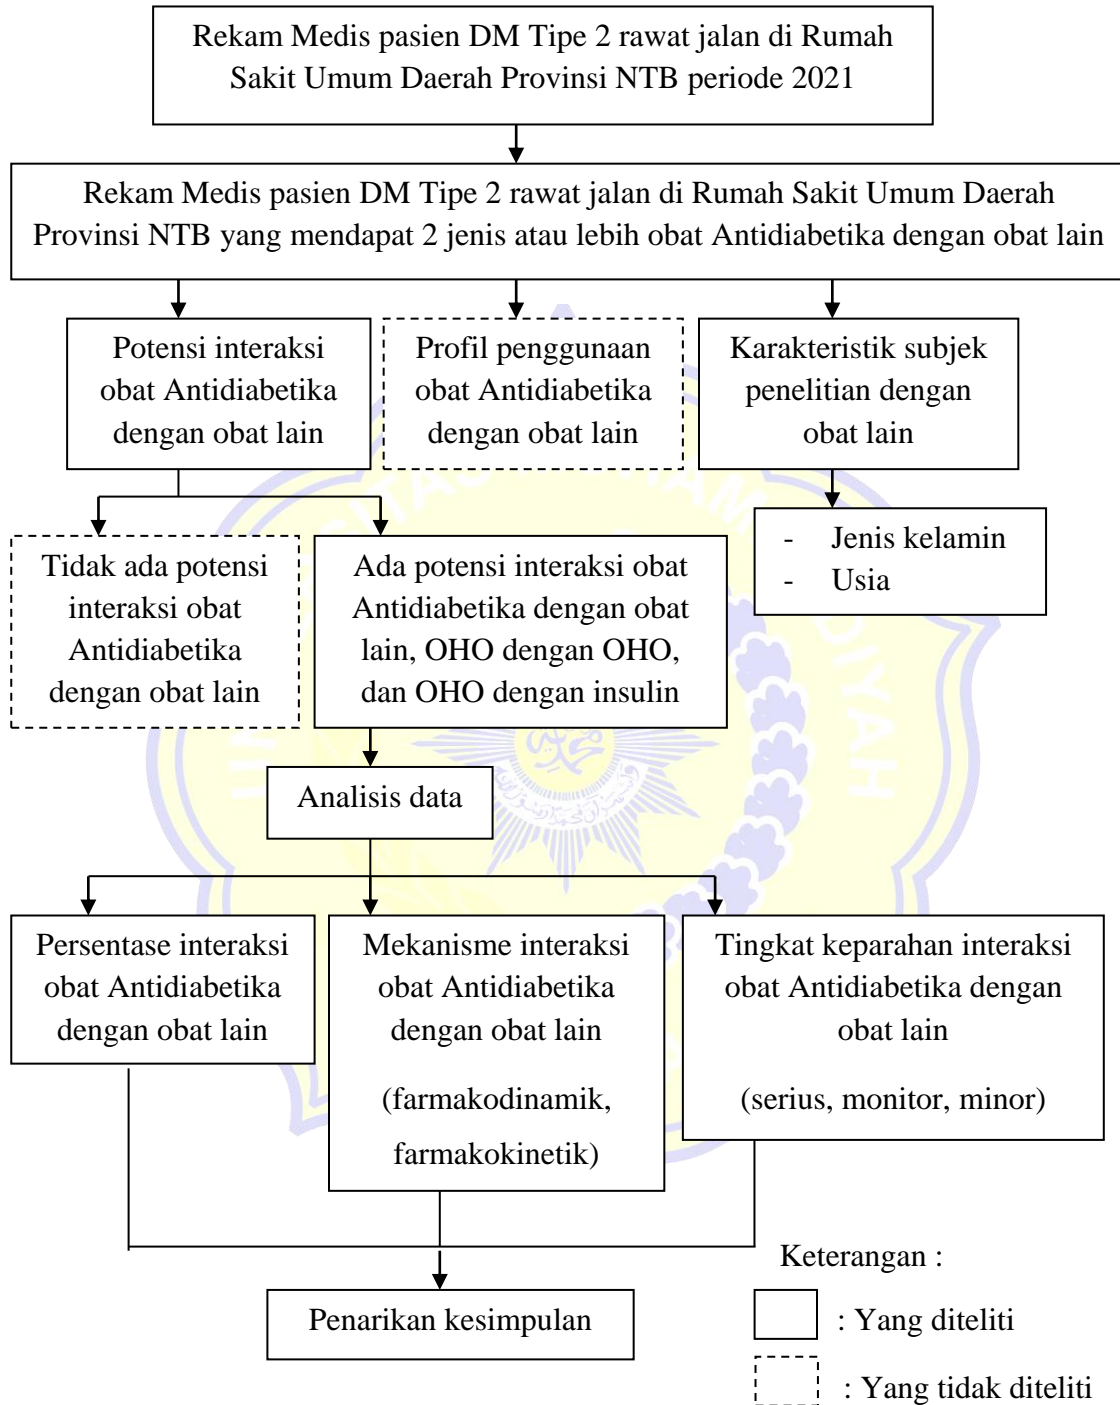 Rekam Medis pasien DM Tipe 2 rawat jalan di Rumah
Sakit Umum Daerah Provinsi NTB periode 2021
Rekam Medis pasien DM Tipe 2 rawat jalan di Rumah Sakit Umum Daerah
Provinsi NTB yang mendapat 2 jenis atau lebih obat Antidiabetika dengan obat lain
Potensi interaksi
obat Antidiabetika
dengan obat lain
Profil penggunaan
obat Antidiabetika
dengan obat lain
Karakteristik subjek
penelitian dengan
obat lain
- Jenis kelamin
- Usia
Tidak ada potensi
interaksi obat
Antidiabetika
dengan obat lain
Ada potensi interaksi obat
Antidiabetika dengan obat
lain, OHO dengan OHO,
dan OHO dengan insulin
Analisis data
Persentase interaksi
obat Antidiabetika
dengan obat lain
Mekanisme interaksi
obat Antidiabetika
dengan obat lain
(farmakodinamik,
farmakokinetik)
Tingkat keparahan interaksi
obat Antidiabetika dengan
obat lain
(serius, monitor, minor)
Penarikan kesimpulan
Keterangan :
: Yang diteliti
: Yang tidak diteliti